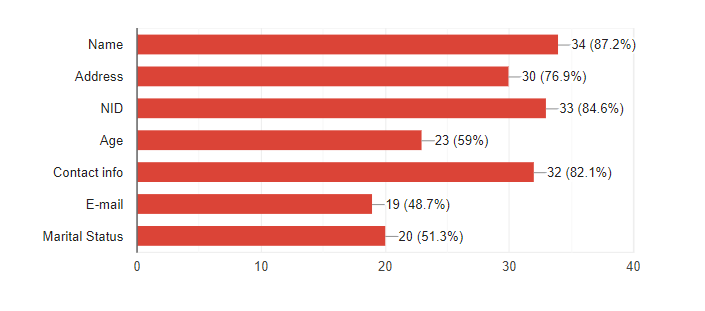 Name 34 (87.2%)
Address 30 (76.9%)
NID 33 (84.6%)
Age 23 (59%)
Contact info 32 (82.1%)
E-mail 19 (48.7%)
Marital Status 20 (51.3%)
0 10 20 30 40